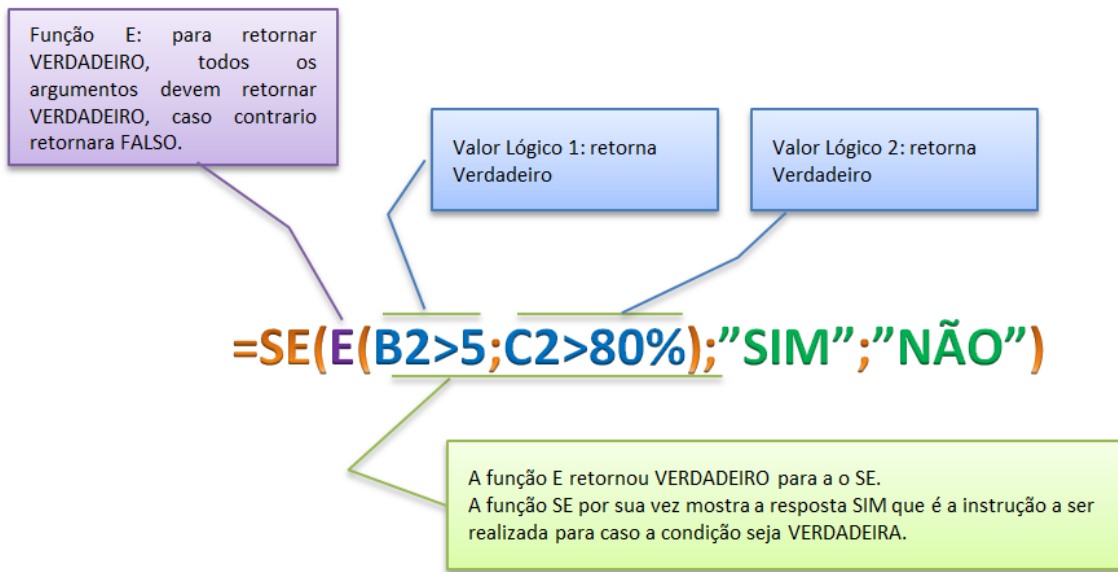 Função E: para retornar
VERDADEIRO, todos os
argumentos devem retornar
VERDADEIRO, caso contrario
retornara FALSO.
Valor Lógico 1: retorna
Verdadeiro
Valor Lógico 2: retorna
Verdadeiro
=SE(E(B2>5;C2>80%);”SIM”;”NÃO”)
A função E retornou VERDADEIRO para a o SE.
A função SE por sua vez mostra a resposta SIM que é a instrução a ser
realizada para caso a condição seja VERDADEIRA.